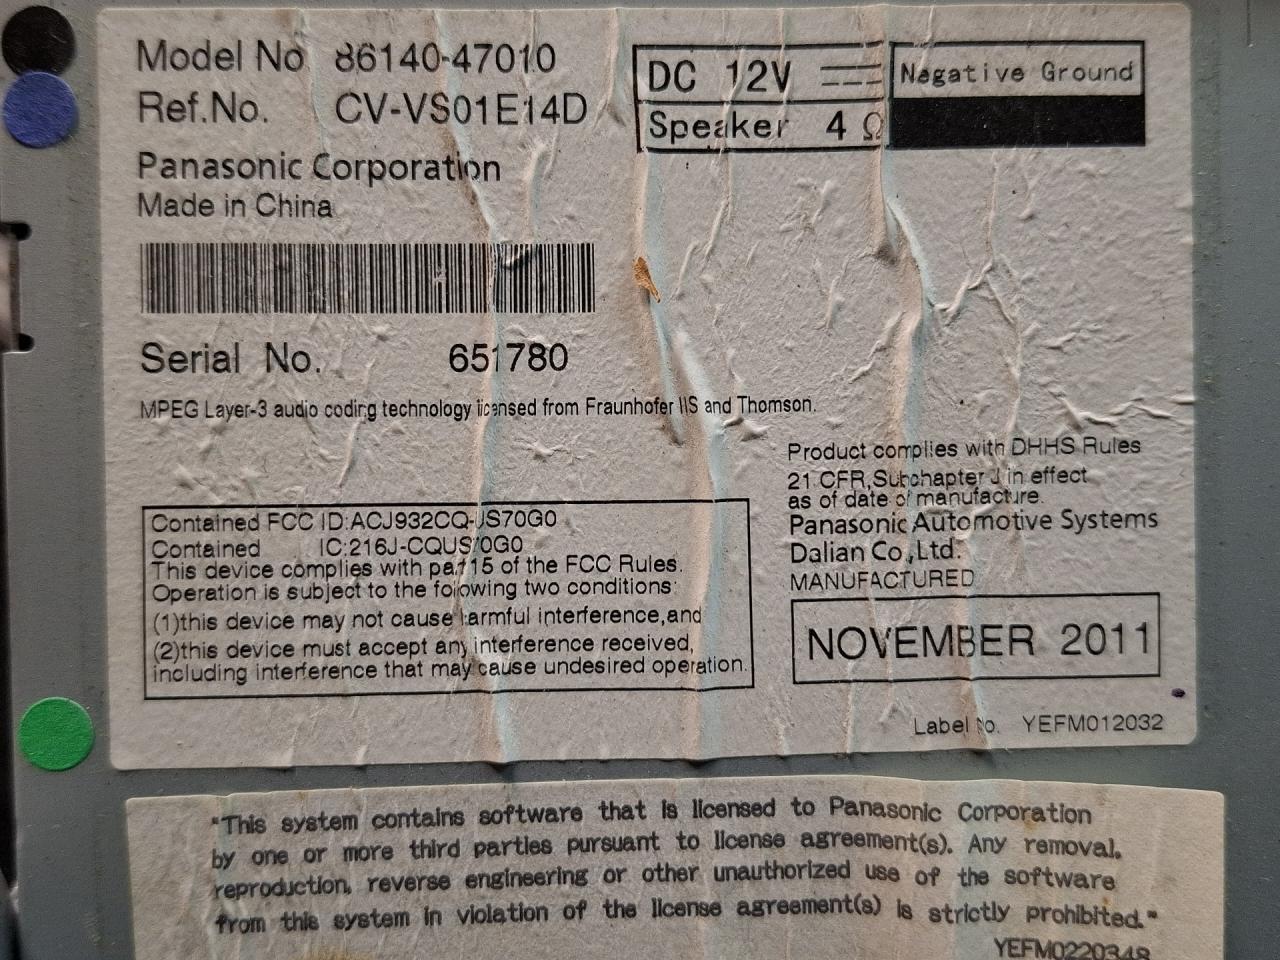 Model No 86140-47010
Ref.No. CV-VS01E14D
DC 12V
Negative Ground
Speaker 4 Ω
Panasonic Corporation
Made in China
Serial No. 651780
MPEG Layer-3 audio coding technology licensed from Fraunhofer IIS and Thomson.
Product complies with DHHS Rules
21 CFR,Subchapter J in effect
as of date of manufacture.
Panasonic Automotive Systems
Dalian Co.,Ltd.
MANUFACTURED
NOVEMBER 2011
Contained FCC ID:ACJ932CQ-US70G0
Contained IC:216J-CQUS70G0
This device complies with part15 of the FCC Rules.
Operation is subject to the following two conditions:
(1)this device may not cause harmful interference,and
(2)this device must accept any interference received,
including interference that may cause undesired operation.
Label No. YEFM012032
"This system contains software that is licensed to Panasonic Corporation
by one or more third parties pursuant to license agreement(s). Any removal,
reproduction, reverse engineering or other unauthorized use of the software
from this system in violation of the license agreement(s) is strictly prohibited."
YEFM0220348